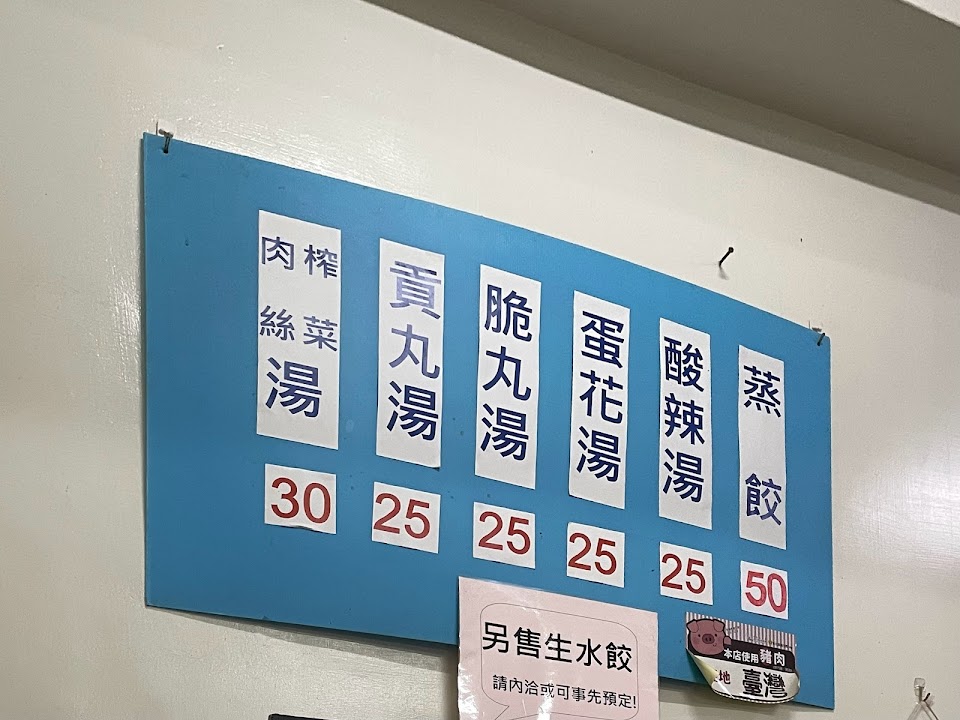 蒸餃
50
酸辣湯
25
蛋花湯
25
脆丸湯
25
貢丸湯
25
榨菜肉絲湯
30
另售生水餃
請內洽或可事先預定!
本店使用豬肉
地 臺灣